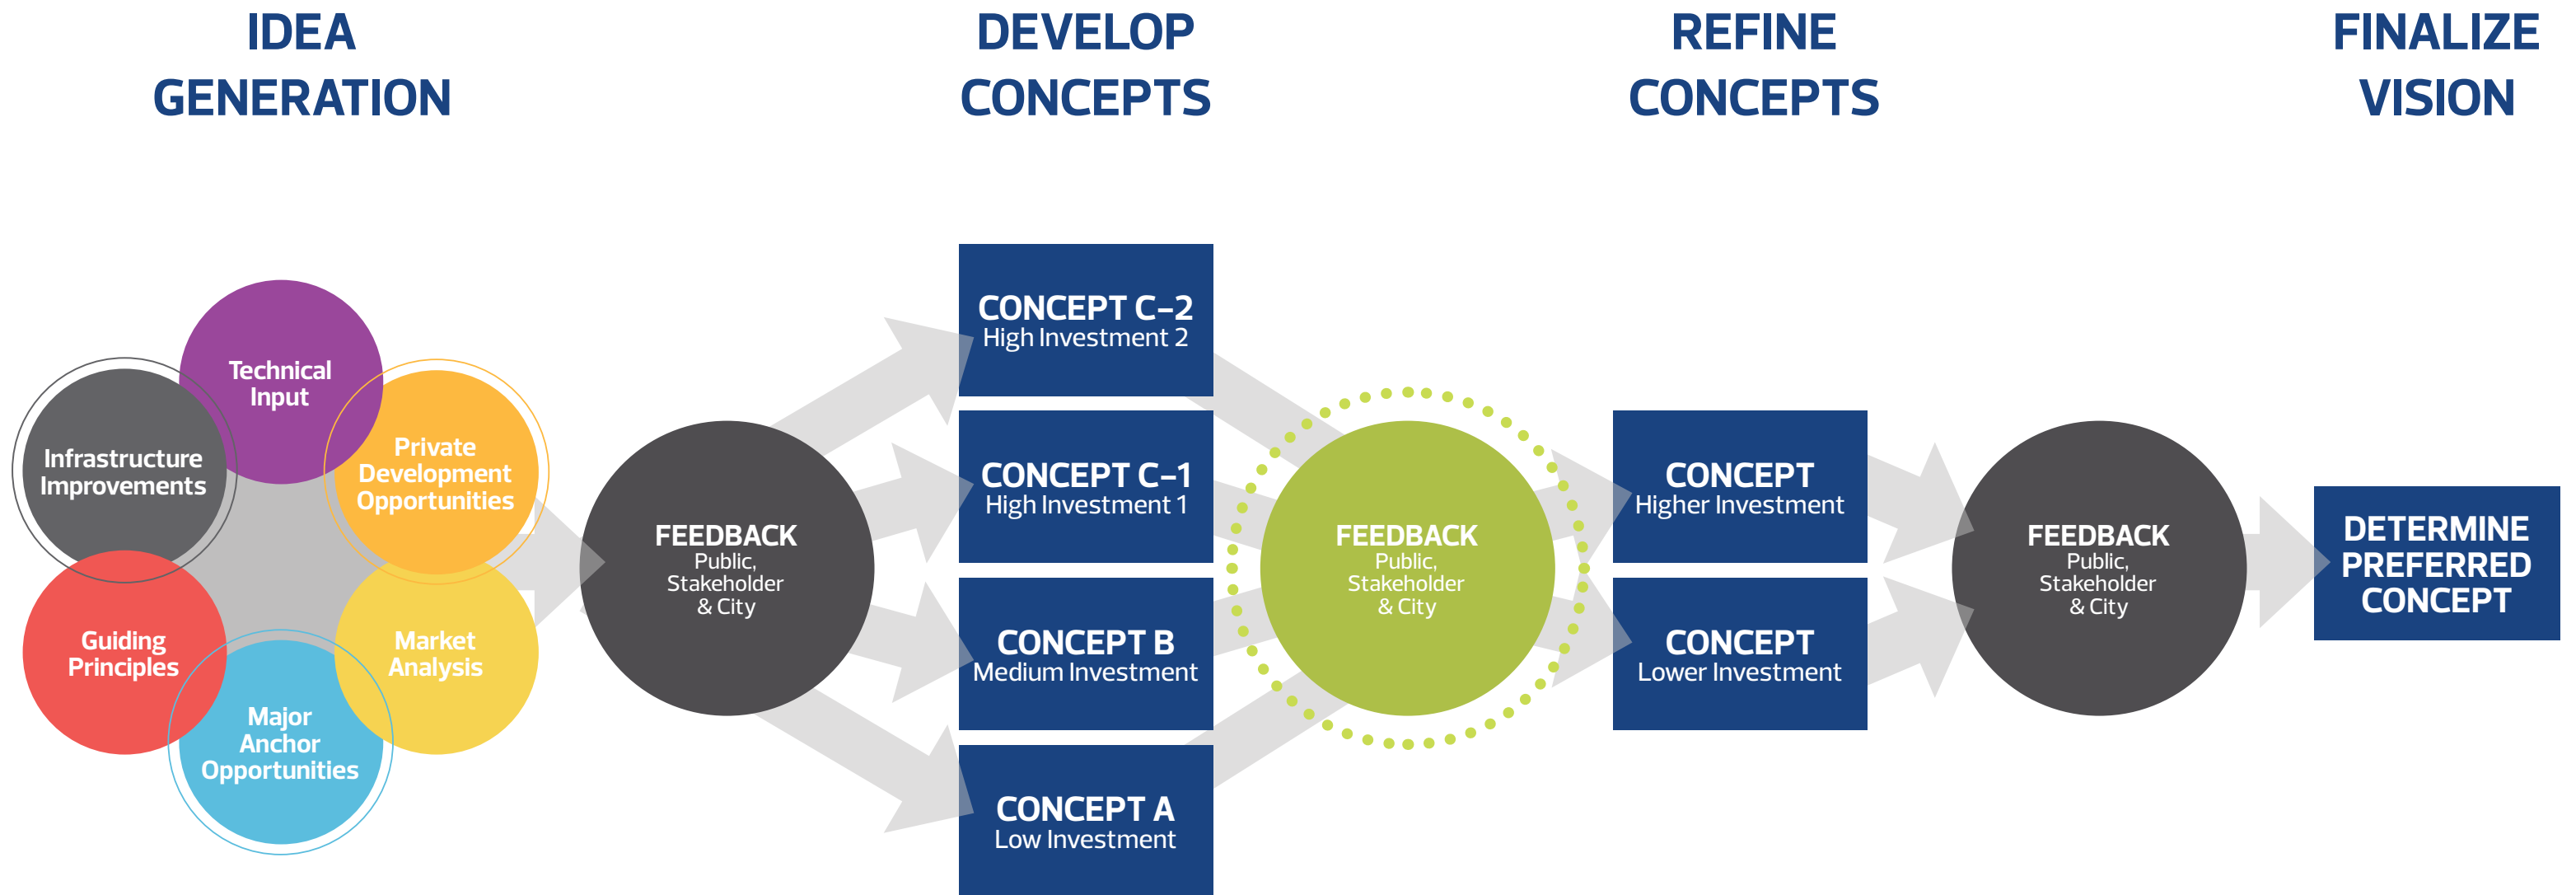 IDEA
GENERATION
DEVELOP
CONCEPTS
REFINE
CONCEPTS
FINALIZE
VISION
Technical
Input
Infrastructure
Improvements
Private
Development
Opportunities
Guiding
Principles
Market
Analysis
Major
Anchor
Opportunities
FEEDBACK
Public,
Stakeholder
& City
CONCEPT C–2
High Investment 2
CONCEPT C–1
High Investment 1
CONCEPT B
Medium Investment
CONCEPT A
Low Investment
FEEDBACK
Public,
Stakeholder
& City
CONCEPT
Higher Investment
CONCEPT
Lower Investment
FEEDBACK
Public,
Stakeholder
& City
DETERMINE
PREFERRED
CONCEPT